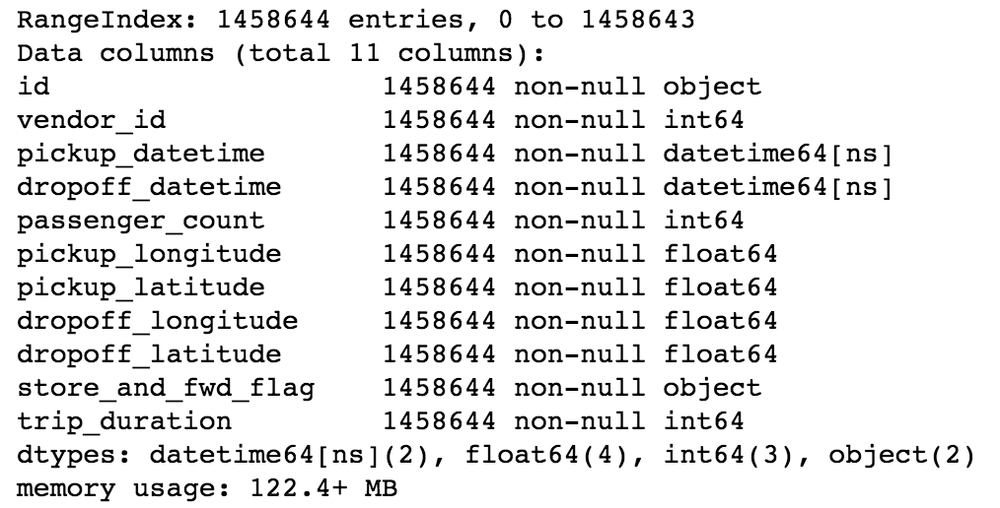 RangeIndex: 1458644 entries, 0 to 1458643
Data columns (total 11 columns):
id                    1458644 non-null object
vendor_id             1458644 non-null int64
pickup_datetime       1458644 non-null datetime64[ns]
dropoff_datetime      1458644 non-null datetime64[ns]
passenger_count       1458644 non-null int64
pickup_longitude      1458644 non-null float64
pickup_latitude       1458644 non-null float64
dropoff_longitude     1458644 non-null float64
dropoff_latitude      1458644 non-null float64
store_and_fwd_flag    1458644 non-null object
trip_duration         1458644 non-null int64
dtypes: datetime64[ns](2), float64(4), int64(3), object(2)
memory usage: 122.4+ MB